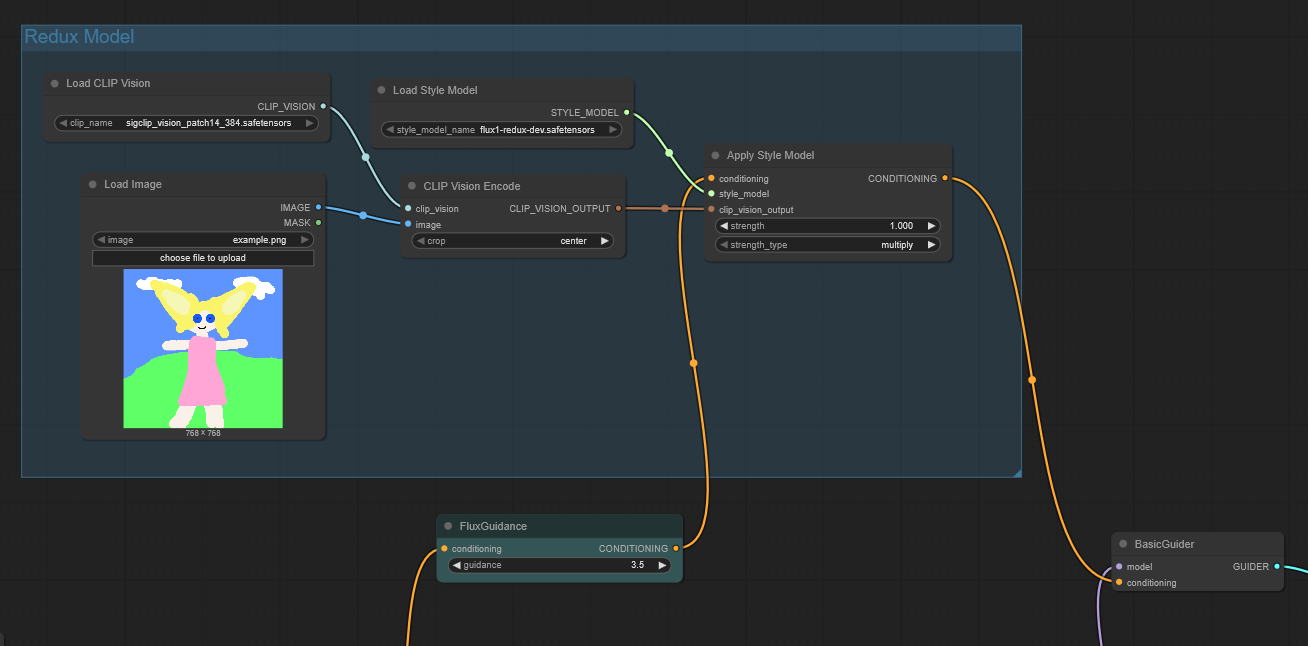 Redux Model
Load CLIP Vision
CLIP_VISION
clip_name sigclip_vision_patch14_384.safetensors
Load Style Model
STYLE_MODEL
style_model_name flux1-redux-dev.safetensors
Load Image
IMAGE
MASK
image example.png
choose file to upload
768 × 768
CLIP Vision Encode
clip_vision CLIP_VISION_OUTPUT
image
crop center
Apply Style Model
conditioning CONDITIONING
style_model
clip_vision_output
strength 1.000
strength_type multiply
FluxGuidance
conditioning CONDITIONING
guidance 3.5
BasicGuider
model GUIDER
conditioning